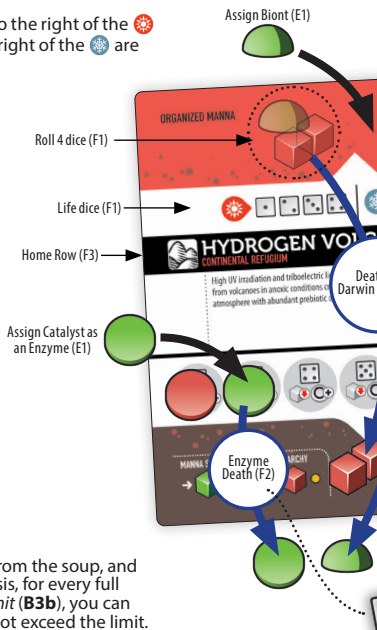 o the right of the
right of the are
Assign Biont (E1)
ORGANIZED MANNA
Roll 4 dice (F1)
Life dice (F1)
Home Row (F3)
HYDROGEN VOL
CONTINENTAL REFUGIUM
High UV irradiation and triboelectric li
from volcanoes in anoxic conditions c
atmosphere with abundant prebiotic
Deat
Darwin
Assign Catalyst as
an Enzyme (E1)
MANNA S
ARCHY
Enzyme
Death (F2)
rom the soup, and
sis, for every full
nit (B3b), you can
ot exceed the limit.